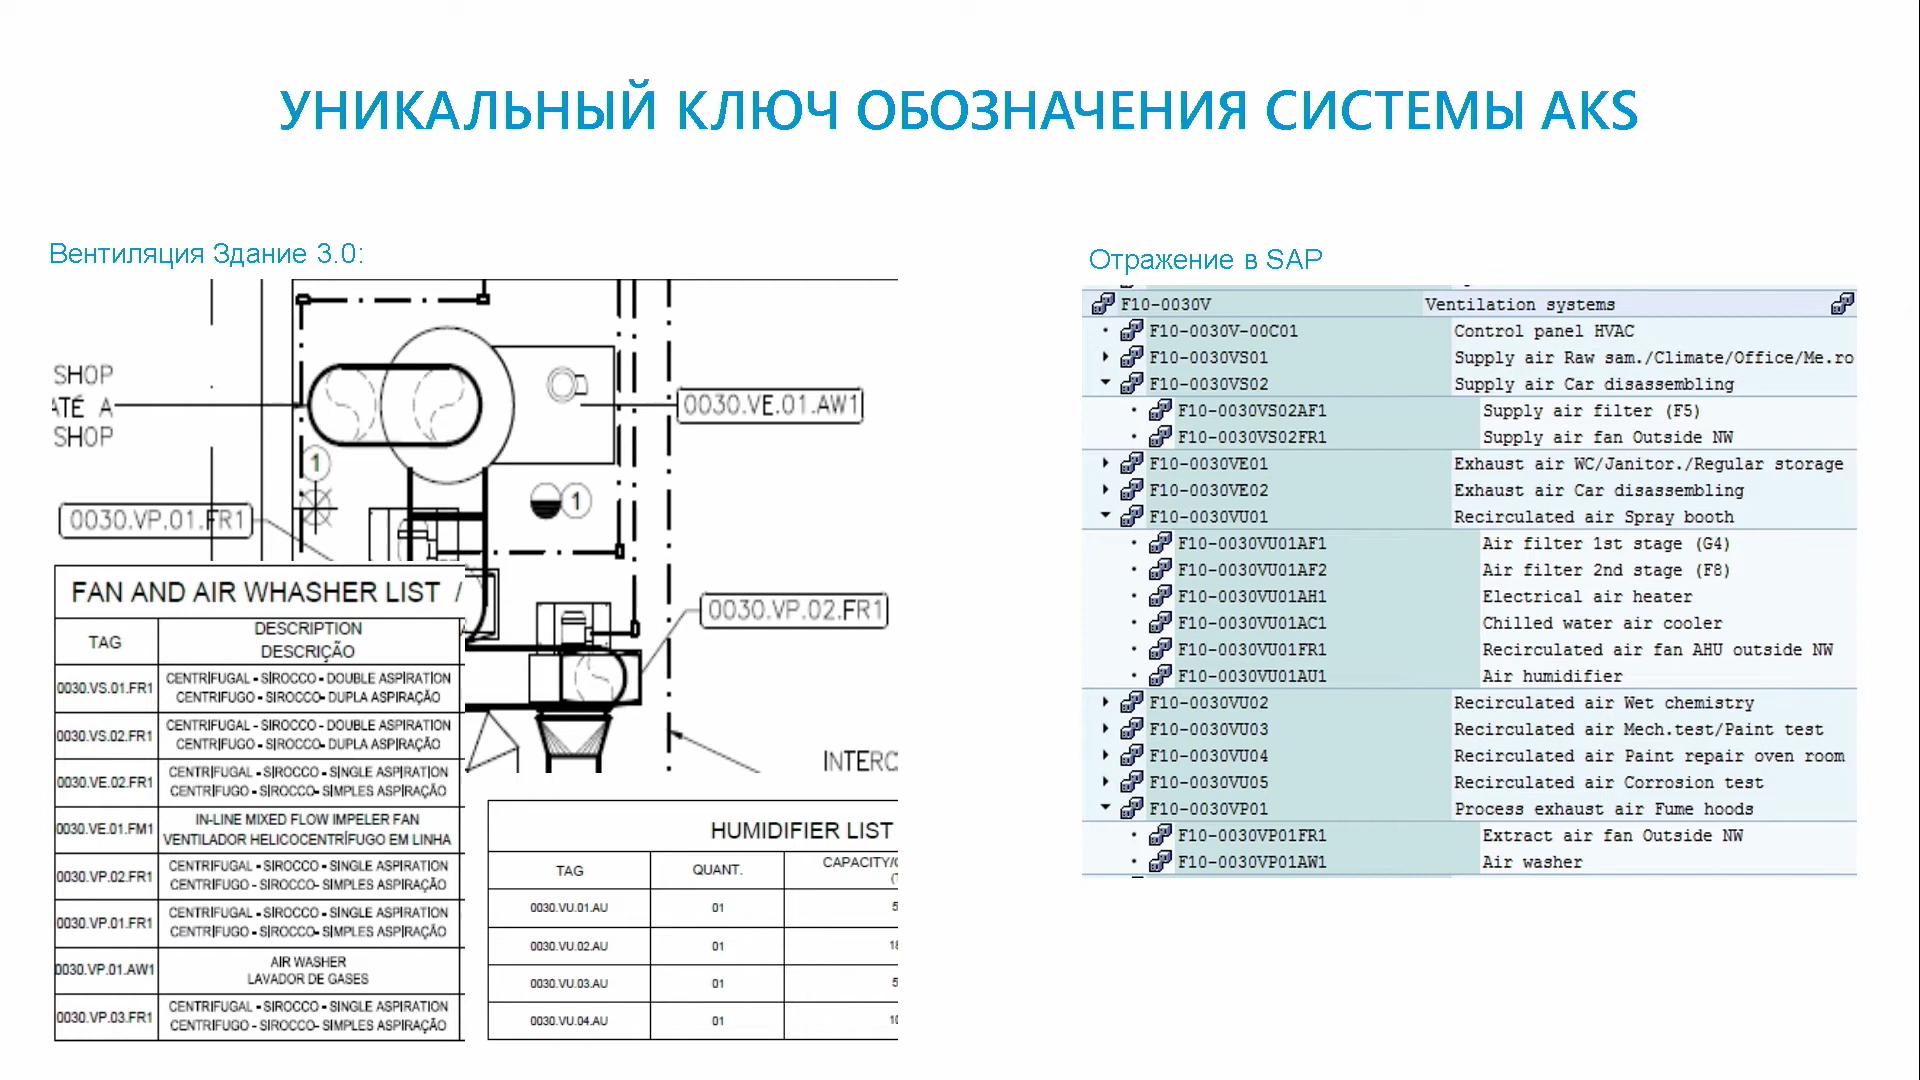 УНИКАЛЬНЫЙ КЛЮЧ ОБОЗНАЧЕНИЯ СИСТЕМЫ AKS
Вентиляция Здание 3.0:
SHOP
ATÉ A
SHOP
0030.VE.01.AW1
1
1
0030.VP.01.FR1
0030.VP.02.FR1
FAN AND AIR WHASHER LIST /
TAG
DESCRIPTION
DESCRIÇÃO
0030.VS.01.FR1
CENTRIFUGAL - SIROCCO - DOUBLE ASPIRATION
CENTRIFUGO - SIROCCO- DUPLA ASPIRAÇÃO
0030.VS.02.FR1
CENTRIFUGAL - SIROCCO - DOUBLE ASPIRATION
CENTRIFUGO - SIROCCO- DUPLA ASPIRAÇÃO
0030.VE.02.FR1
CENTRIFUGAL - SIROCCO - SINGLE ASPIRATION
CENTRIFUGO - SIROCCO- SIMPLES ASPIRAÇÃO
0030.VE.01.FM1
IN-LINE MIXED FLOW IMPELER FAN
VENTILADOR HELICOCENTRÍFUGO EM LINHA
0030.VP.02.FR1
CENTRIFUGAL - SIROCCO - SINGLE ASPIRATION
CENTRIFUGO - SIROCCO- SIMPLES ASPIRAÇÃO
0030.VP.01.FR1
CENTRIFUGAL - SIROCCO - SINGLE ASPIRATION
CENTRIFUGO - SIROCCO- SIMPLES ASPIRAÇÃO
0030.VP.01.AW1
AIR WASHER
LAVADOR DE GASES
0030.VP.03.FR1
CENTRIFUGAL - SIROCCO - SINGLE ASPIRATION
CENTRIFUGO - SIROCCO- SIMPLES ASPIRAÇÃO
INTERC
HUMIDIFIER LIST
TAG QUANT. CAPACITY/
0030.VU.01.AU 01 5
0030.VU.02.AU 01 18
0030.VU.03.AU 01 5
0030.VU.04.AU 01 10
Отражение в SAP
F10-0030V Ventilation systems
F10-0030V-00C01 Control panel HVAC
F10-0030VS01 Supply air Raw sam./Climate/Office/Me.ro
F10-0030VS02 Supply air Car disassembling
F10-0030VS02AF1 Supply air filter (F5)
F10-0030VS02FR1 Supply air fan Outside NW
F10-0030VE01 Exhaust air WC/Janitor./Regular storage
F10-0030VE02 Exhaust air Car disassembling
F10-0030VU01 Recirculated air Spray booth
F10-0030VU01AF1 Air filter 1st stage (G4)
F10-0030VU01AF2 Air filter 2nd stage (F8)
F10-0030VU01AH1 Electrical air heater
F10-0030VU01AC1 Chilled water air cooler
F10-0030VU01FR1 Recirculated air fan AHU outside NW
F10-0030VU01AU1 Air humidifier
F10-0030VU02 Recirculated air Wet chemistry
F10-0030VU03 Recirculated air Mech.test/Paint test
F10-0030VU04 Recirculated air Paint repair oven room
F10-0030VU05 Recirculated air Corrosion test
F10-0030VP01 Process exhaust air Fume hoods
F10-0030VP01FR1 Extract air fan Outside NW
F10-0030VP01AW1 Air washer